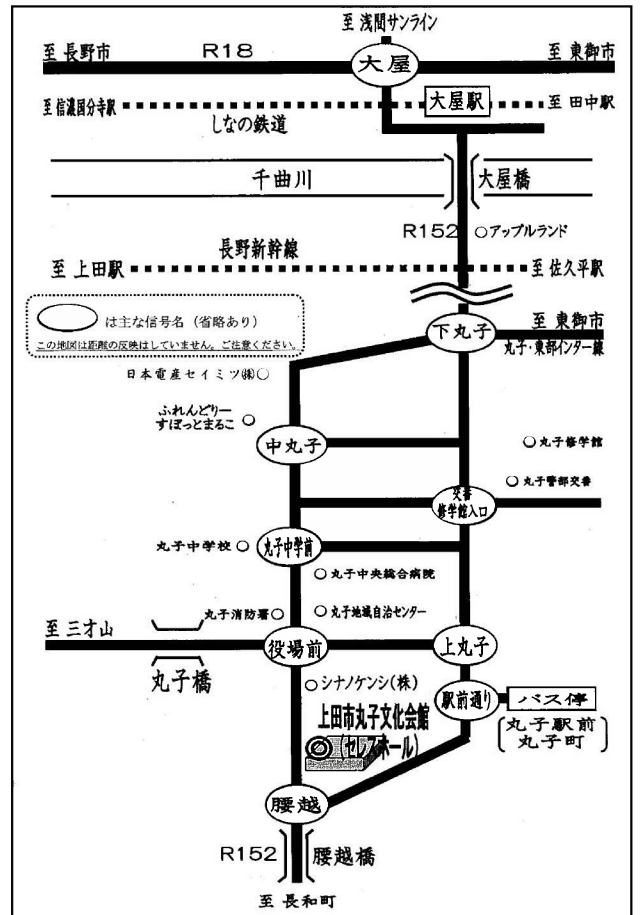 至 浅間サンライン
至 長野市
R18
大屋
至 東御市
至信濃国分寺駅
大屋駅
至 田中駅
しなの鉄道
千曲川
大屋橋
R152
○アップルランド
長野新幹線
至 上田駅
至 佐久平駅
は主な信号名(省略あり)
この地図は距離の反映はしていません。ご注意ください。
下丸子
至 東御市
丸子・東部インター線
日本電産セイミツ㈱○
ふれんどりー
すぽっとまるこ ○
中丸子
○丸子修学館
○丸子警部交番
交番
修学館入口
丸子中学校 ○
丸子中学前
○丸子中央総合病院
丸子消防署○
○丸子地域自治センター
至 三才山
役場前
上丸子
丸子橋
○シナノケンシ(株)
駅前通り
バス停
丸子駅前
丸子町
上田市丸子文化会館
(セレスホール)
腰越
R152
腰越橋
至 長和町